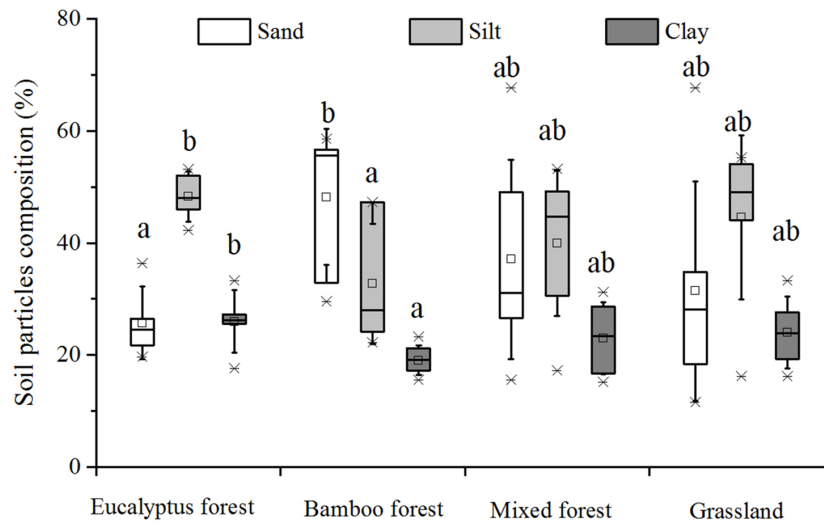 80
Sand
Silt
Clay
ab
ab
60
b
ab
ab
b
a
40
a
b
ab
ab
a
20
0
Soil particles composition (%)
Eucalyptus forest
Bamboo forest
Mixed forest
Grassland